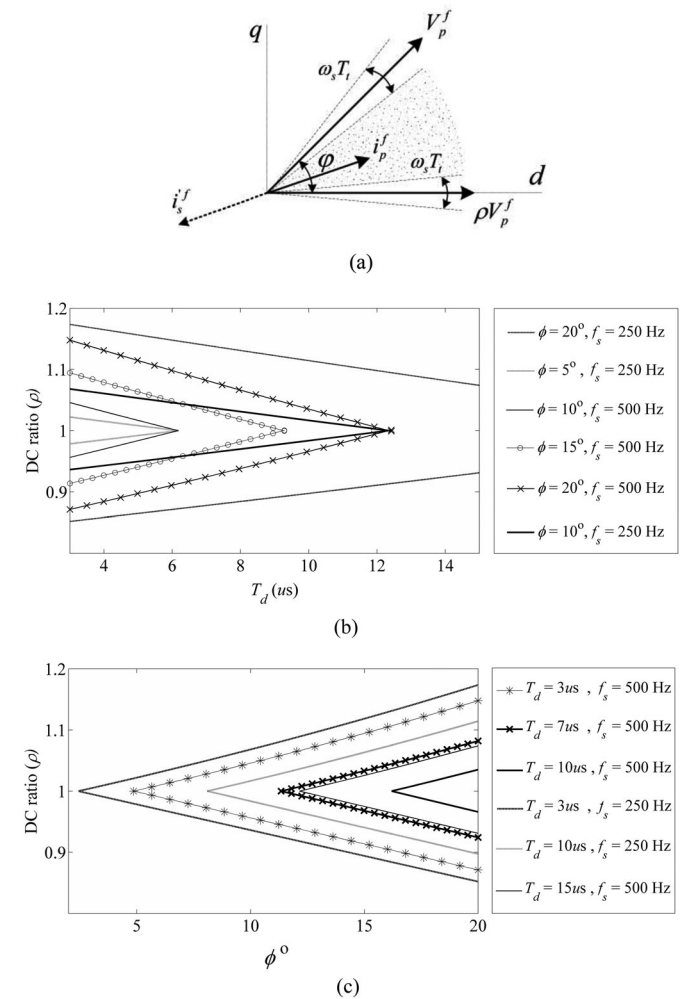 q
V_p^f
ω_sT_t
i_p^f
φ
ω_sT_t
d
ρV_p^f
i_s^'f
(a)
1.2
1.1
1
0.9
DC ratio (ρ)
4 6 8 10 12 14
T_d (us)
ϕ = 20°, f_s = 250 Hz
ϕ = 5° , f_s = 250 Hz
ϕ = 10°, f_s = 500 Hz
ϕ = 15°, f_s = 500 Hz
ϕ = 20°, f_s = 500 Hz
ϕ = 10°, f_s = 250 Hz
(b)
1.2
1.1
1
0.9
DC ratio (ρ)
5 10 15 20
ϕ°
T_d = 3us , f_s = 500 Hz
T_d = 7us , f_s = 500 Hz
T_d = 10us , f_s = 500 Hz
T_d = 3us , f_s = 250 Hz
T_d = 10us , f_s = 250 Hz
T_d = 15us , f_s = 500 Hz
(c)